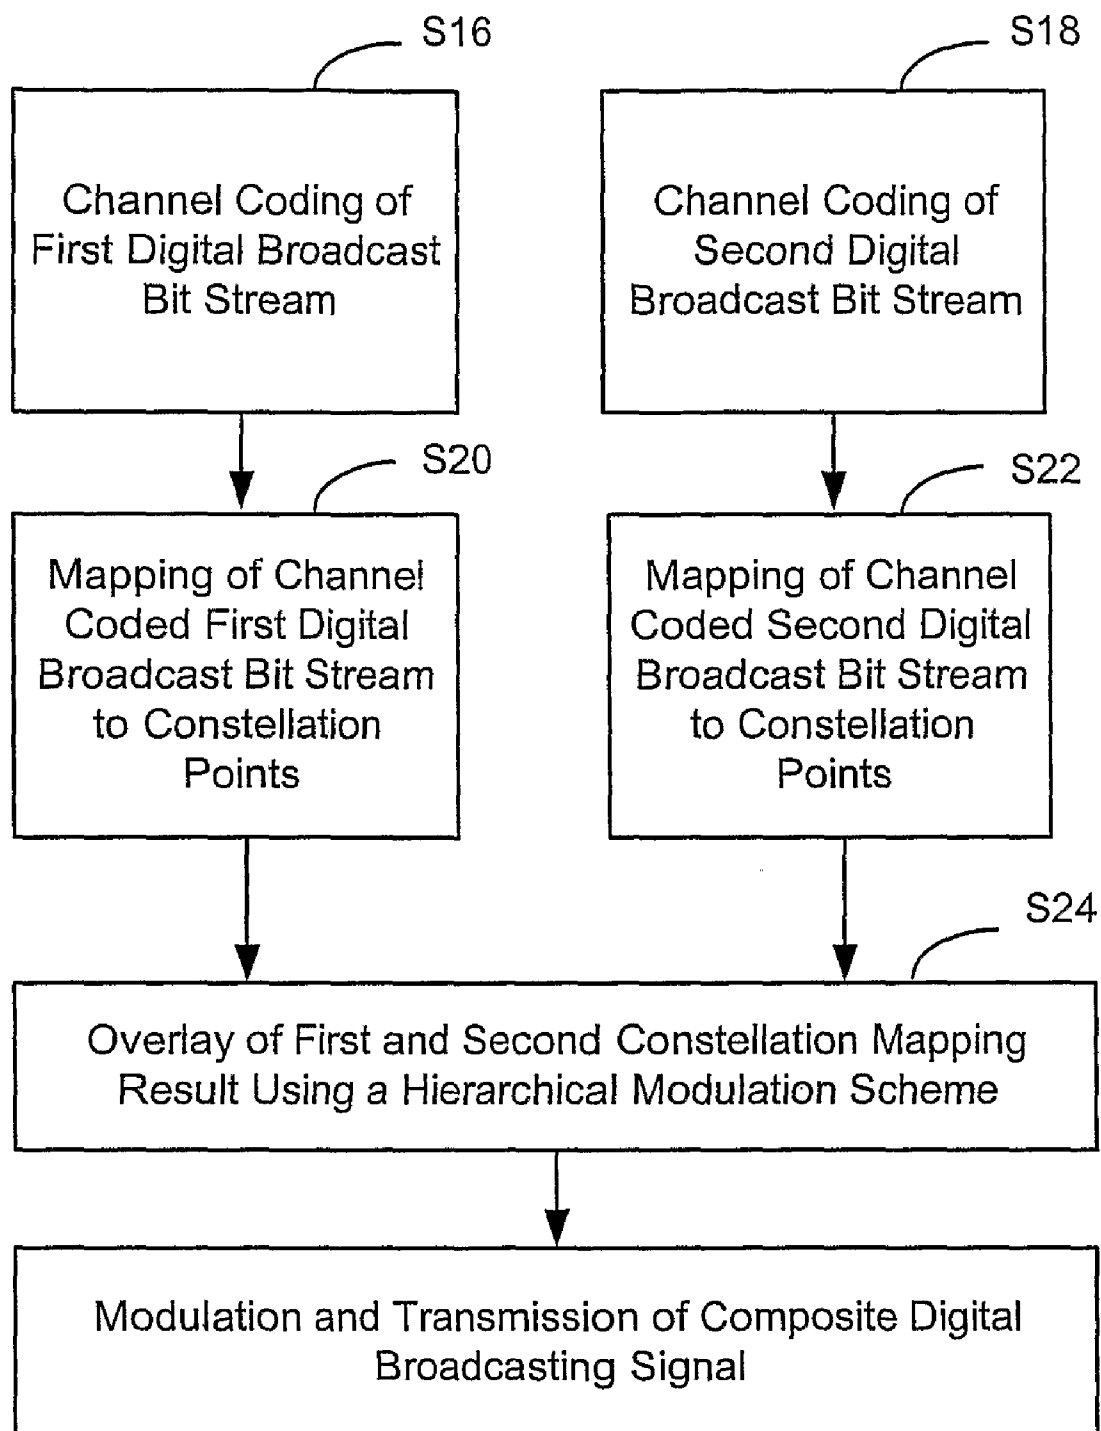 S16
S18
Channel Coding of
First Digital Broadcast
Bit Stream
Channel Coding of
Second Digital
Broadcast Bit Stream
S20
S22
Mapping of Channel
Coded First Digital
Broadcast Bit Stream
to Constellation
Points
Mapping of Channel
Coded Second Digital
Broadcast Bit Stream
to Constellation
Points
S24
Overlay of First and Second Constellation Mapping
Result Using a Hierarchical Modulation Scheme
Modulation and Transmission of Composite Digital
Broadcasting Signal